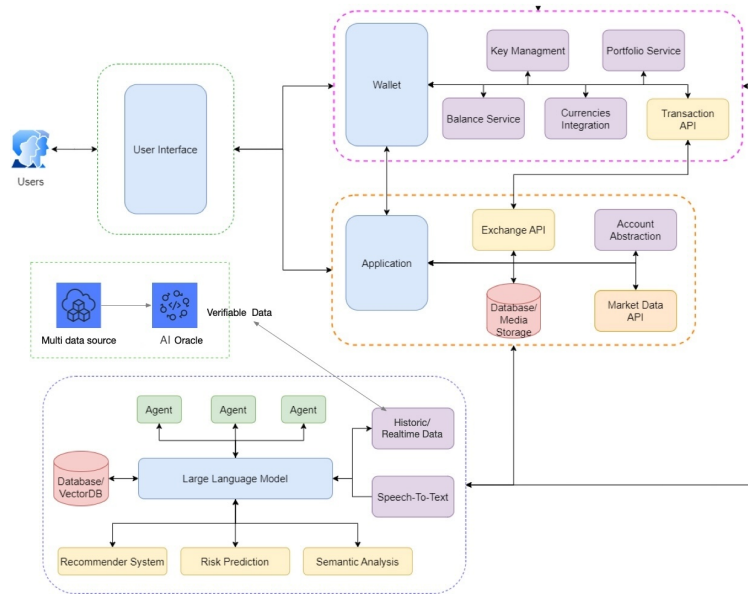 Key Managment
Portfolio Service
Wallet
Balance Service
Currencies
Integration
Transaction
API
User Interface
Users
Exchange API
Account
Abstraction
Application
Database/
Media
Storage
Market Data
API
Verifiable Data
Multi data source
AI Oracle
Agent
Agent
Agent
Historic/
Realtime Data
Database/
VectorDB
Large Language Model
Speech-To-Text
Recommender System
Risk Prediction
Semantic Analysis